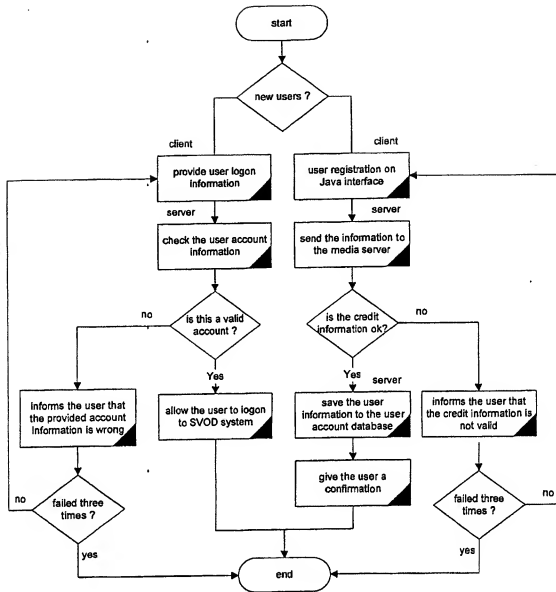 start
new users ?
client
client
provide user logon
information
user registration on
Java interface
server
server
check the user account
information
send the information to
the media server
no
is this a valid
account ?
is the credit
information ok?
no
Yes
Yes
server
informs the user that
the provided account
information is wrong
allow the user to logon
to SVOD system
save the user
information to the user
account database
informs the user that
the credit information is
not valid
give the user a
confirmation
no
failed three
times ?
failed three
times ?
no
yes
yes
end